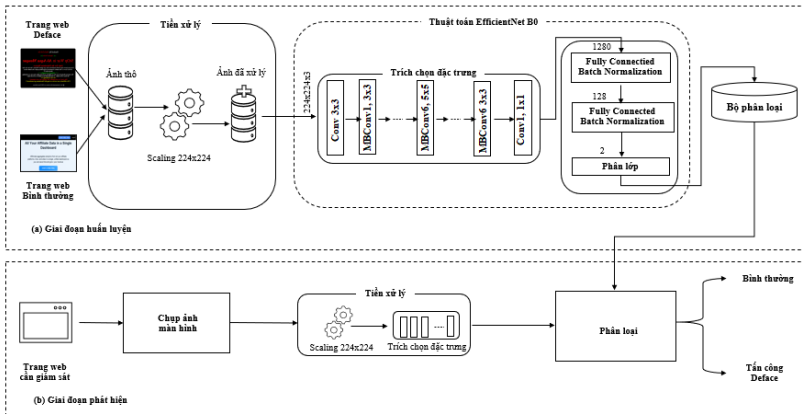 Trang web
Deface
Trang web
Bình thường
Tiền xử lý
Ảnh thô
Scaling 224x224
Ảnh đã xử lý
Thuật toán EfficientNet B0
224x224x3
Trích chọn đặc trưng
Conv 3x3
MBConv1, 3x3
MBConv6, 5x5
MBConv6 3x3
Conv1, 1x1
1280
Fully Connectied
Batch Normalization
128
Fully Connected
Batch Normalization
2
Phân lớp
Bộ phân loại
(a) Giai đoạn huấn luyện
Trang web
cần giám sát
Chụp ảnh
màn hình
Tiền xử lý
Scaling 224x224
Trích chọn đặc trưng
Phân loại
Bình thường
Tấn công
Deface
(b) Giai đoạn phát hiện